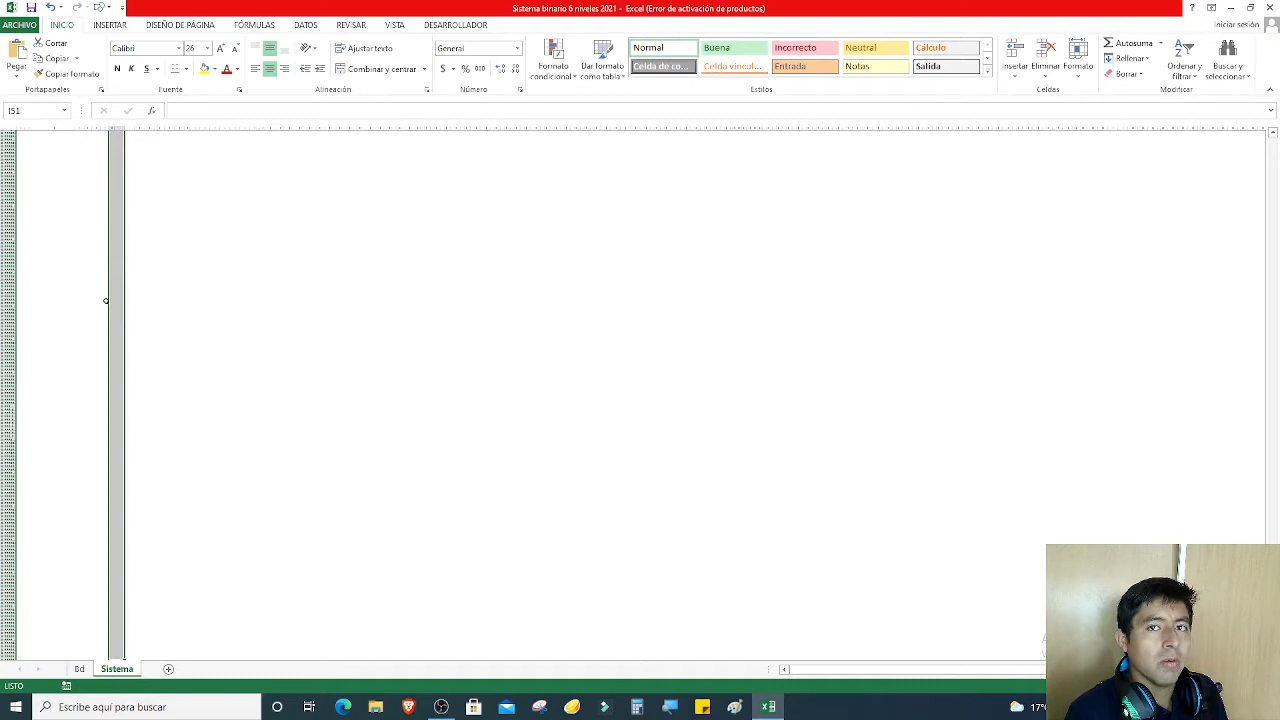 Sistema binario 6 niveles 2021 - Excel (Error de activación de productos)
ARCHIVO INICIO INSERTAR DISEÑO DE PÁGINA FÓRMULAS DATOS REVISAR VISTA DESARROLLADOR Iniciar sesión
Pegar
Cortar
Copiar
Copiar formato
Portapapeles
Calibri 26
N K S
Fuente
Ajustar texto
Combinar y centrar
Alineación
General
$ % 000
Número
Formato condicional
Dar formato como tabla
Normal Buena Incorrecto Neutral Cálculo
Celda de co... Celda vincul... Entrada Notas Salida
Estilos
Insertar Eliminar Formato
Celdas
Autosuma
Rellenar
Borrar
Ordenar y filtrar
Buscar y seleccionar
Modificar
IS1
fx
Bd Sistema
LISTO
Escribe aquí para buscar
17°